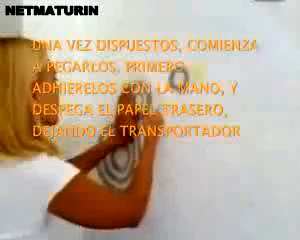 NETMATURIN
UNA VEZ DISPUESTOS, COMIENZA
A PEGARLOS. PRIMERO
ADHIERELOS CON LA MANO, Y
DESPEGA EL PAPEL TRASERO,
DEJANDO EL TRANSPORTADOR